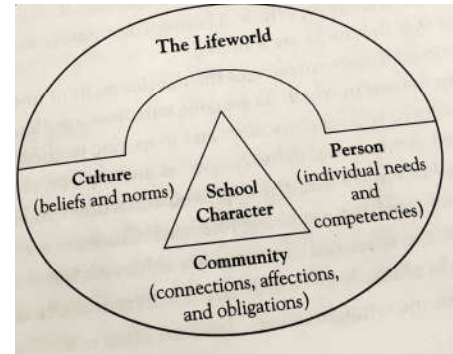 The Lifeworld
Culture
(beliefs and norms)
School
Character
Person
(individual needs
and
competencies)
Community
(connections, affections,
and obligations)